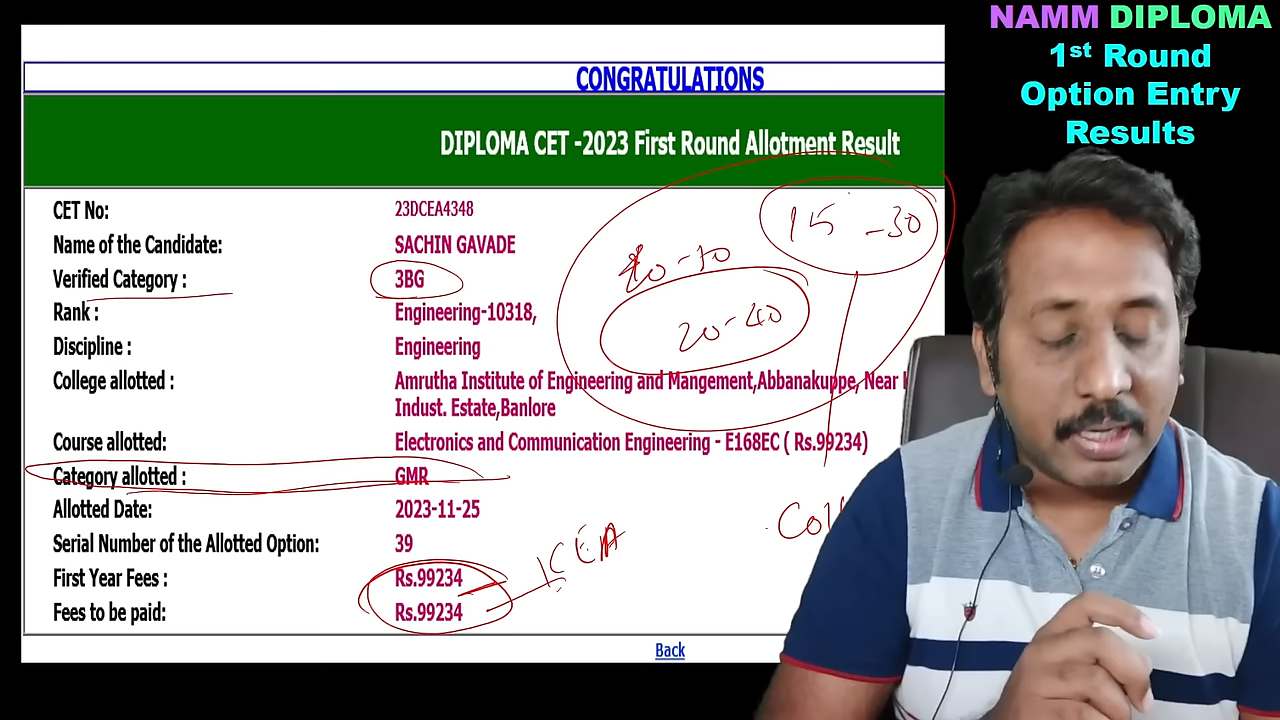 NAMM DIPLOMA
1st Round
Option Entry
Results
CONGRATULATIONS
DIPLOMA CET -2023 First Round Allotment Result
CET No: 23DCEA4348
Name of the Candidate: SACHIN GAVADE
Verified Category : 3BG
Rank : Engineering-10318,
Discipline : Engineering
College allotted : Amrutha Institute of Engineering and Mangement,Abbanakuppe, Near
Indust. Estate,Banlore
Course allotted: Electronics and Communication Engineering - E168EC ( Rs.99234)
Category allotted : GMR
Allotted Date: 2023-11-25
Serial Number of the Allotted Option: 39
First Year Fees : Rs.99234
Fees to be paid: Rs.99234
Back
15 -30
20-40
KEA